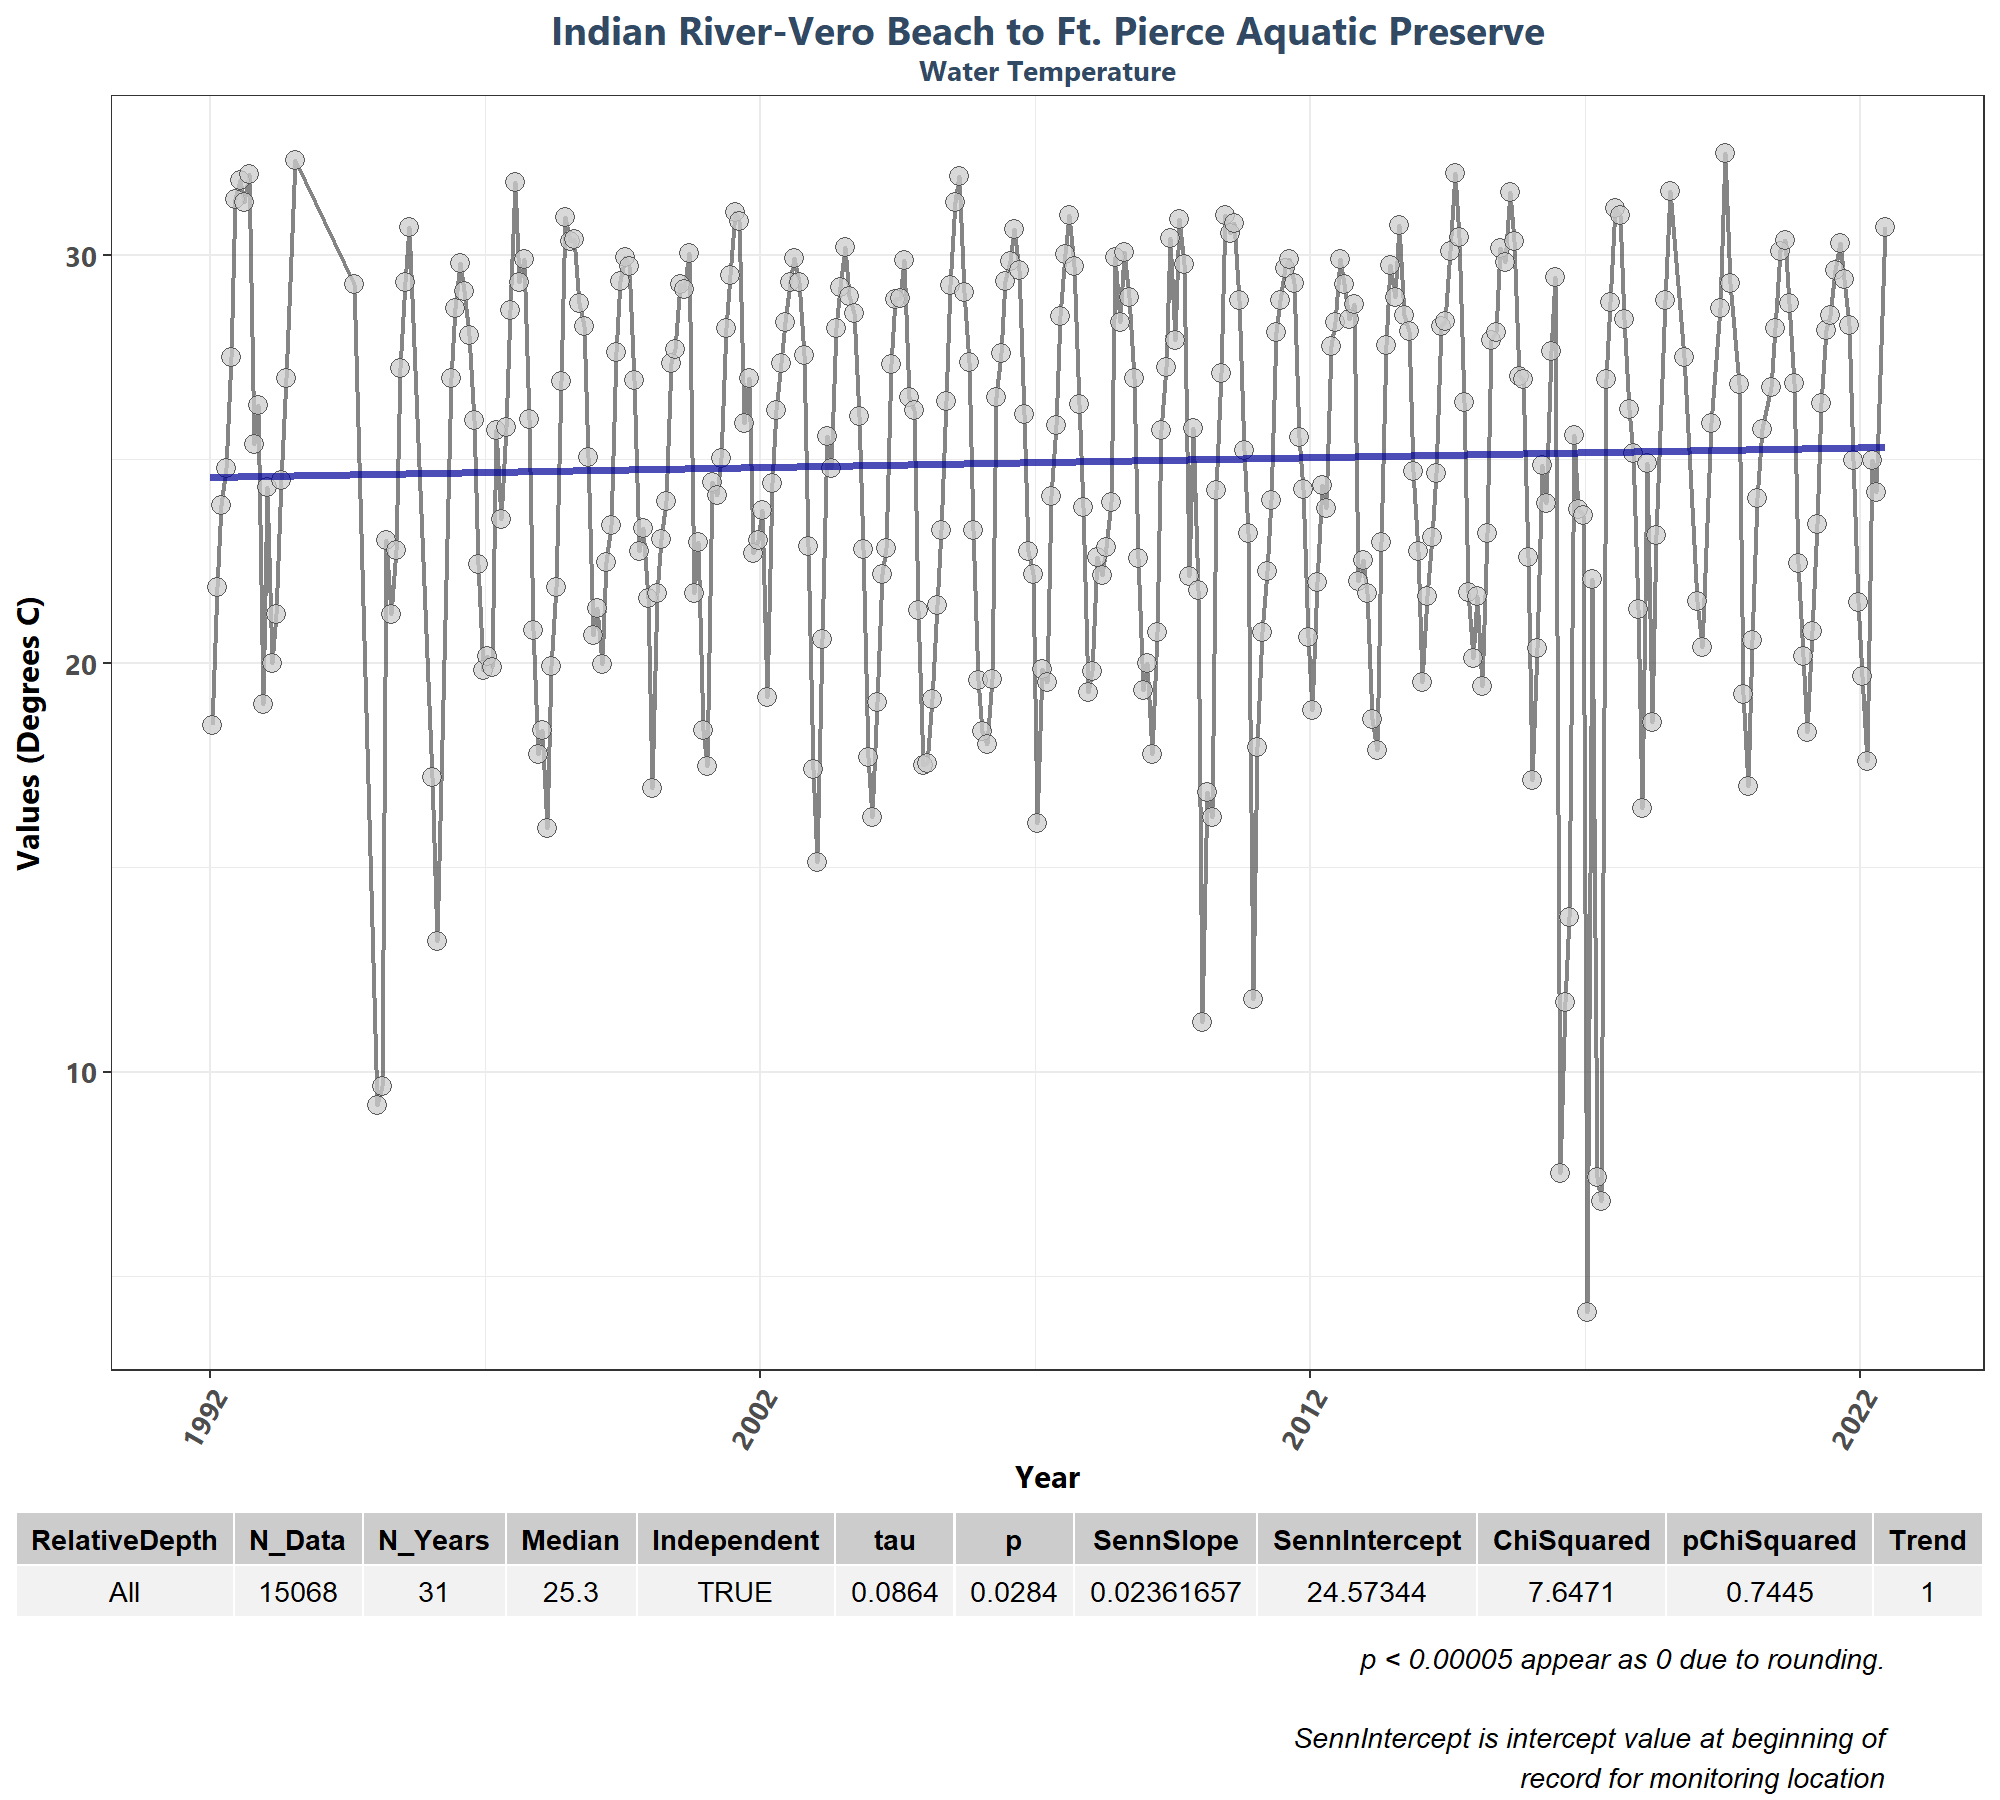 Indian River-Vero Beach to Ft. Pierce Aquatic Preserve
Water Temperature
Values (Degrees C)
30
20
10
1992
2002
2012
2022
Year
RelativeDepth N_Data N_Years Median Independent tau p SennSlope SennIntercept ChiSquared pChiSquared Trend
All 15068 31 25.3 TRUE 0.0864 0.0284 0.02361657 24.57344 7.6471 0.7445 1
p < 0.00005 appear as 0 due to rounding.
SennIntercept is intercept value at beginning of
record for monitoring location